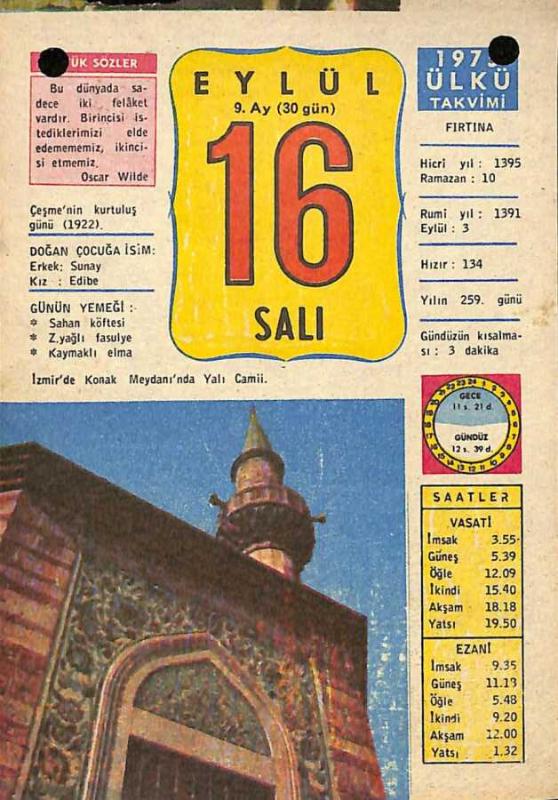 ÜK SÖZLER
Bu dünyada sa-
dece iki felâket
vardır. Birincisi is-
tediklerimizi elde
edemememiz, ikinci-
si etmemiz.
Oscar Wilde
Çeşme'nin kurtuluş
günü (1922).
DOĞAN ÇOCUĞA İSİM:
Erkek: Sunay
Kız : Edibe
GÜNÜN YEMEĞİ :
* Sahan köftesi
* Z.yağlı fasulye
* Kaymaklı elma
EYLÜL
9. Ay (30 gün)
16
SALI
1975
ÜLKÜ
TAKVİMİ
FIRTINA
Hicrî yıl : 1395
Ramazan : 10
Rumî yıl : 1391
Eylül : 3
Hızır : 134
Yılın 259. günü
Gündüzün kısalma-
sı : 3 dakika
İzmir'de Konak Meydanı'nda Yalı Camii.
GECE
11 s. 21 d.
GÜNDÜZ
12 s. 39 d.
SAATLER
VASATİ
İmsak 3.55
Güneş 5.39
Öğle 12.09
İkindi 15.40
Akşam 18.18
Yatsı 19.50
EZANİ
İmsak 9.35
Güneş 11.13
Öğle 5.48
İkindi 9.20
Akşam 12.00
Yatsı 1.32